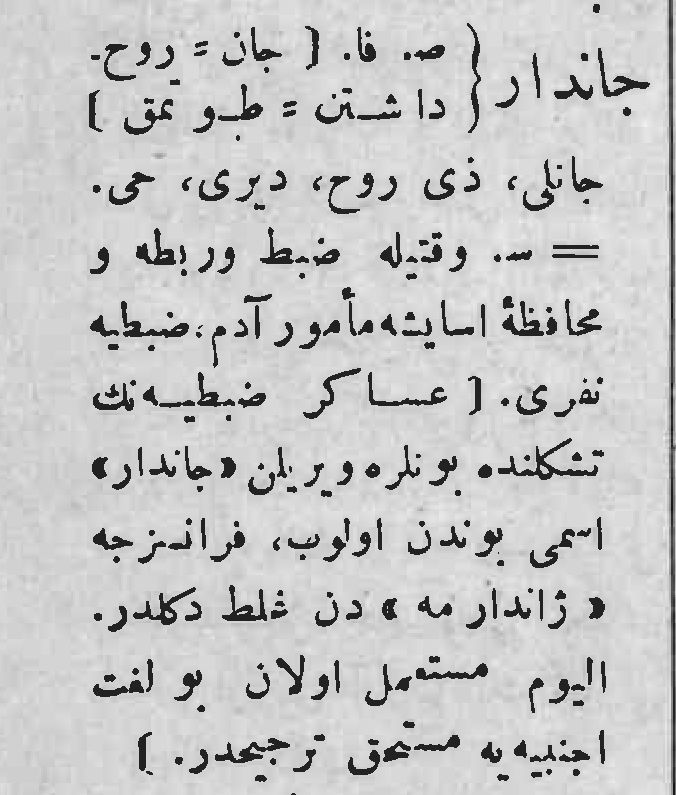 جاندار { ص. فا. [ جان = روح.
داشتن = طوتمق ]
جانلی، ذی روح، دیری، حی.
== س. وقتیله ضبط وربطه و
محافظهٔ اسایشه مأمور آدم، ضبطیه
نفری. [ عساکر ضبطیه‌نك
تشکلنده بونلره ویریلن «جاندار»
اسمی بوندن اولوب، فرانسزجه
« ژاندارمه » دن غلط دکلدر.
الیوم مستعمل اولان بو لغت
اجنبیه‌یه مستحق ترجیحدر. ]